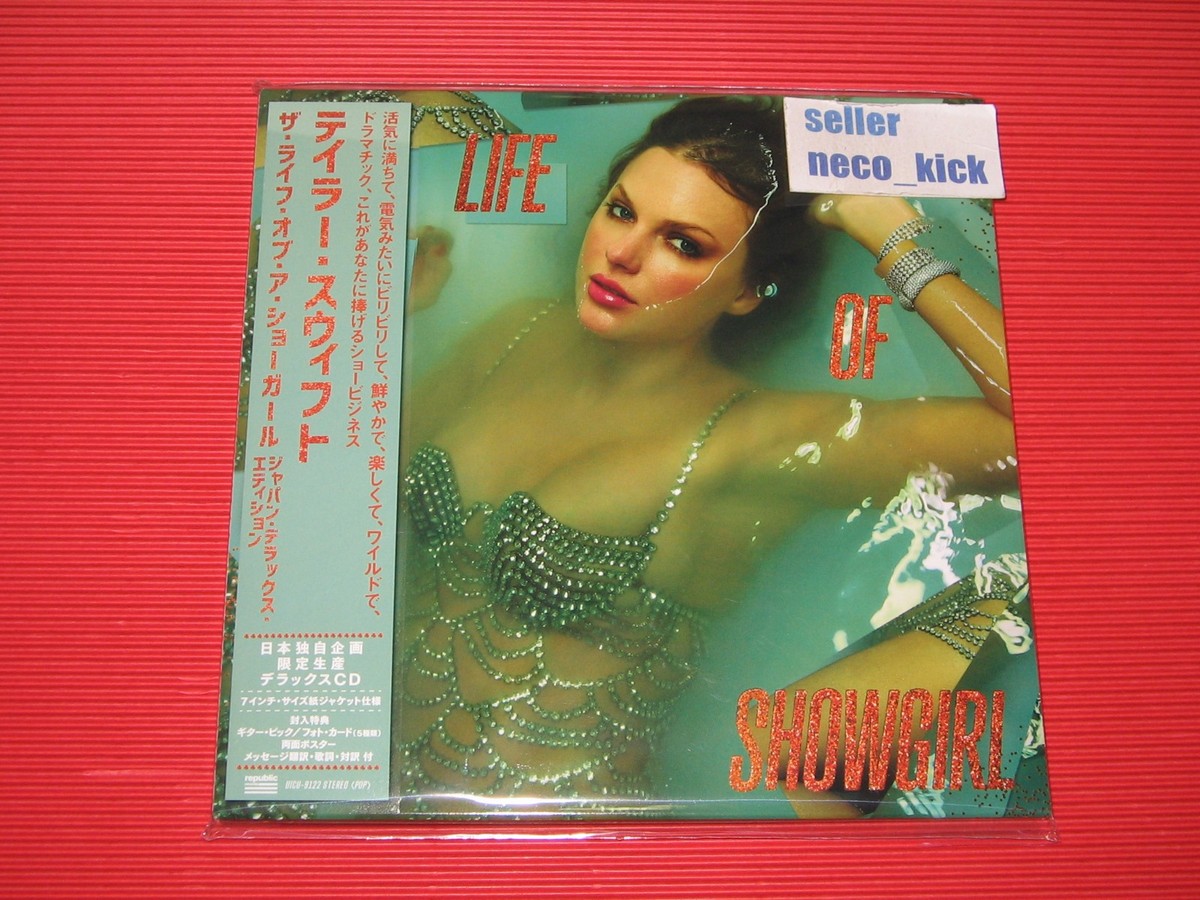 活気に満ちて、電気みたいにビリビリして、鮮やかで、楽しくて、ワイルドで、
ドラマチック、これがあなたに捧げるショービジネス
テイラー・スウィフト
ザ・ライフ・オブ・ア・ショーガール
ジャパン・デラックス・
エディション
日本独自企画
限定生産
デラックスCD
7インチ・サイズ紙ジャケット仕様
封入特典
ギター・ピック/フォト・カード(5種類)
両面ポスター
メッセージ翻訳・歌詞・対訳 付
republic
UICU-9122 STEREO (POP)
LIFE
OF
SHOWGIRL
seller
neco_kick